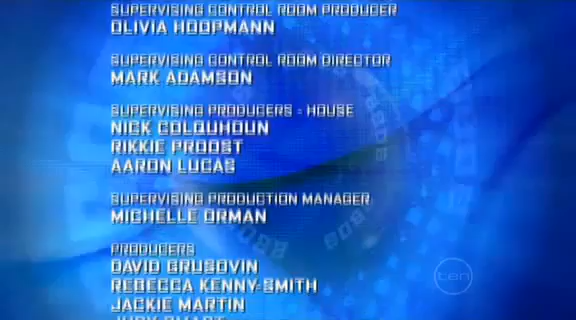 SUPERVISING CONTROL ROOM PRODUCER
OLIVIA HOOPMANN
SUPERVISING CONTROL ROOM DIRECTOR
MARK ADAMSON
SUPERVISING PRODUCERS - HOUSE
NICK COLQUHOUN
RIKKIE PROOST
AARON LUCAS
SUPERVISING PRODUCTION MANAGER
MICHELLE ORMAN
PRODUCERS
DAVID GRUSOVIN
REBECCA KENNY-SMITH
JACKIE MARTIN
ten